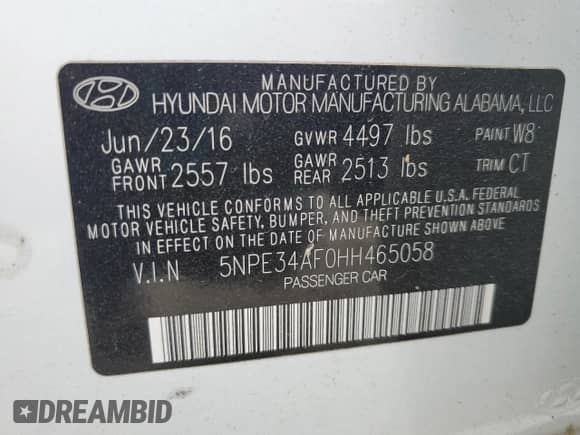 MANUFACTURED BY
HYUNDAI MOTOR MANUFACTURING ALABAMA, LLC
Jun/23/16 GVWR 4497 lbs PAINT W8
GAWR FRONT 2557 lbs GAWR REAR 2513 lbs TRIM CT
THIS VEHICLE CONFORMS TO ALL APPLICABLE U.S.A. FEDERAL
MOTOR VEHICLE SAFETY, BUMPER, AND THEFT PREVENTION STANDARDS
IN EFFECT ON THE DATE OF MANUFACTURE SHOWN ABOVE
V.I.N 5NPE34AF0HH465058
PASSENGER CAR
DREAMBID